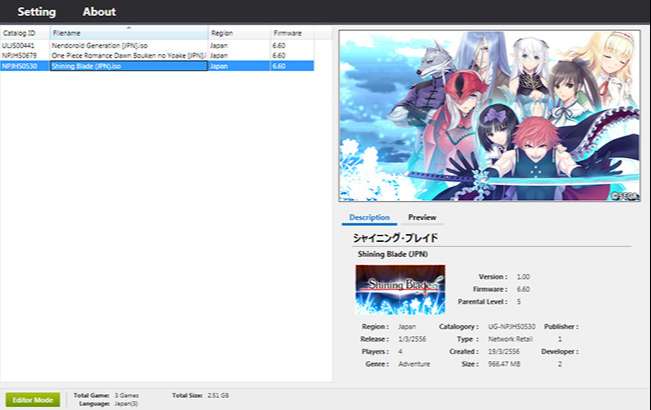 Setting About
Catalog ID Filename Region Firmware
ULJS00441 Nendoroid Generation [JPN].iso Japan 6.60
NPJH50679 One Piece Romance Dawn Bouken no Yoake [JPN].i Japan 6.60
NPJH50530 Shining Blade (JPN).iso Japan 6.60
©SEGA
Description Preview
シャイニング・ブレイド
Shining Blade (JPN)
Shining Blade
Version : 1.00
Firmware : 6.60
Parental Level : 5
Region : Japan Catalogory : UG-NPJH50530 Publisher :
Release : 1/3/2556 Type : Network Retail 1
Players : 4 Created : 19/3/2556 Developer :
Genre : Adventure Size : 966.47 MB 2
Editor Mode
Total Game: 3 Games Total Size: 2.51 GB
Language: Japan(3)